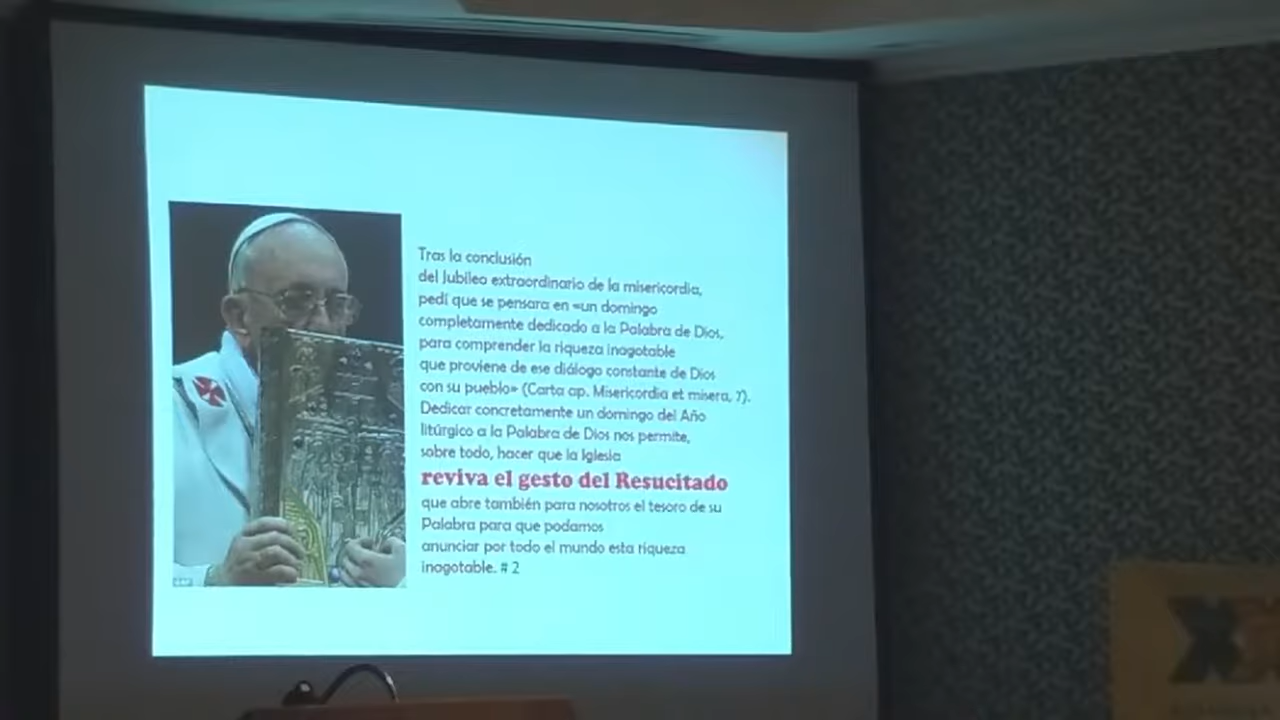 Tras la conclusión
del Jubileo extraordinario de la misericordia,
pedí que se pensara en «un domingo
completamente dedicado a la Palabra de Dios,
para comprender la riqueza inagotable
que proviene de ese diálogo constante de Dios
con su pueblo» (Carta ap. Misericordia et misera, 7).
Dedicar concretamente un domingo del Año
litúrgico a la Palabra de Dios nos permite,
sobre todo, hacer que la Iglesia
reviva el gesto del Resucitado
que abre también para nosotros el tesoro de su
Palabra para que podamos
anunciar por todo el mundo esta riqueza
inagotable. # 2